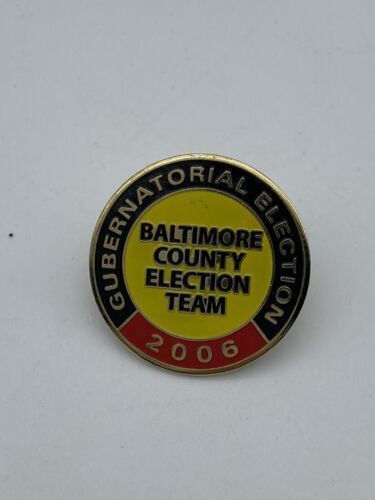 GUBERNATORIAL ELECTION
BALTIMORE
COUNTY
ELECTION
TEAM
2006